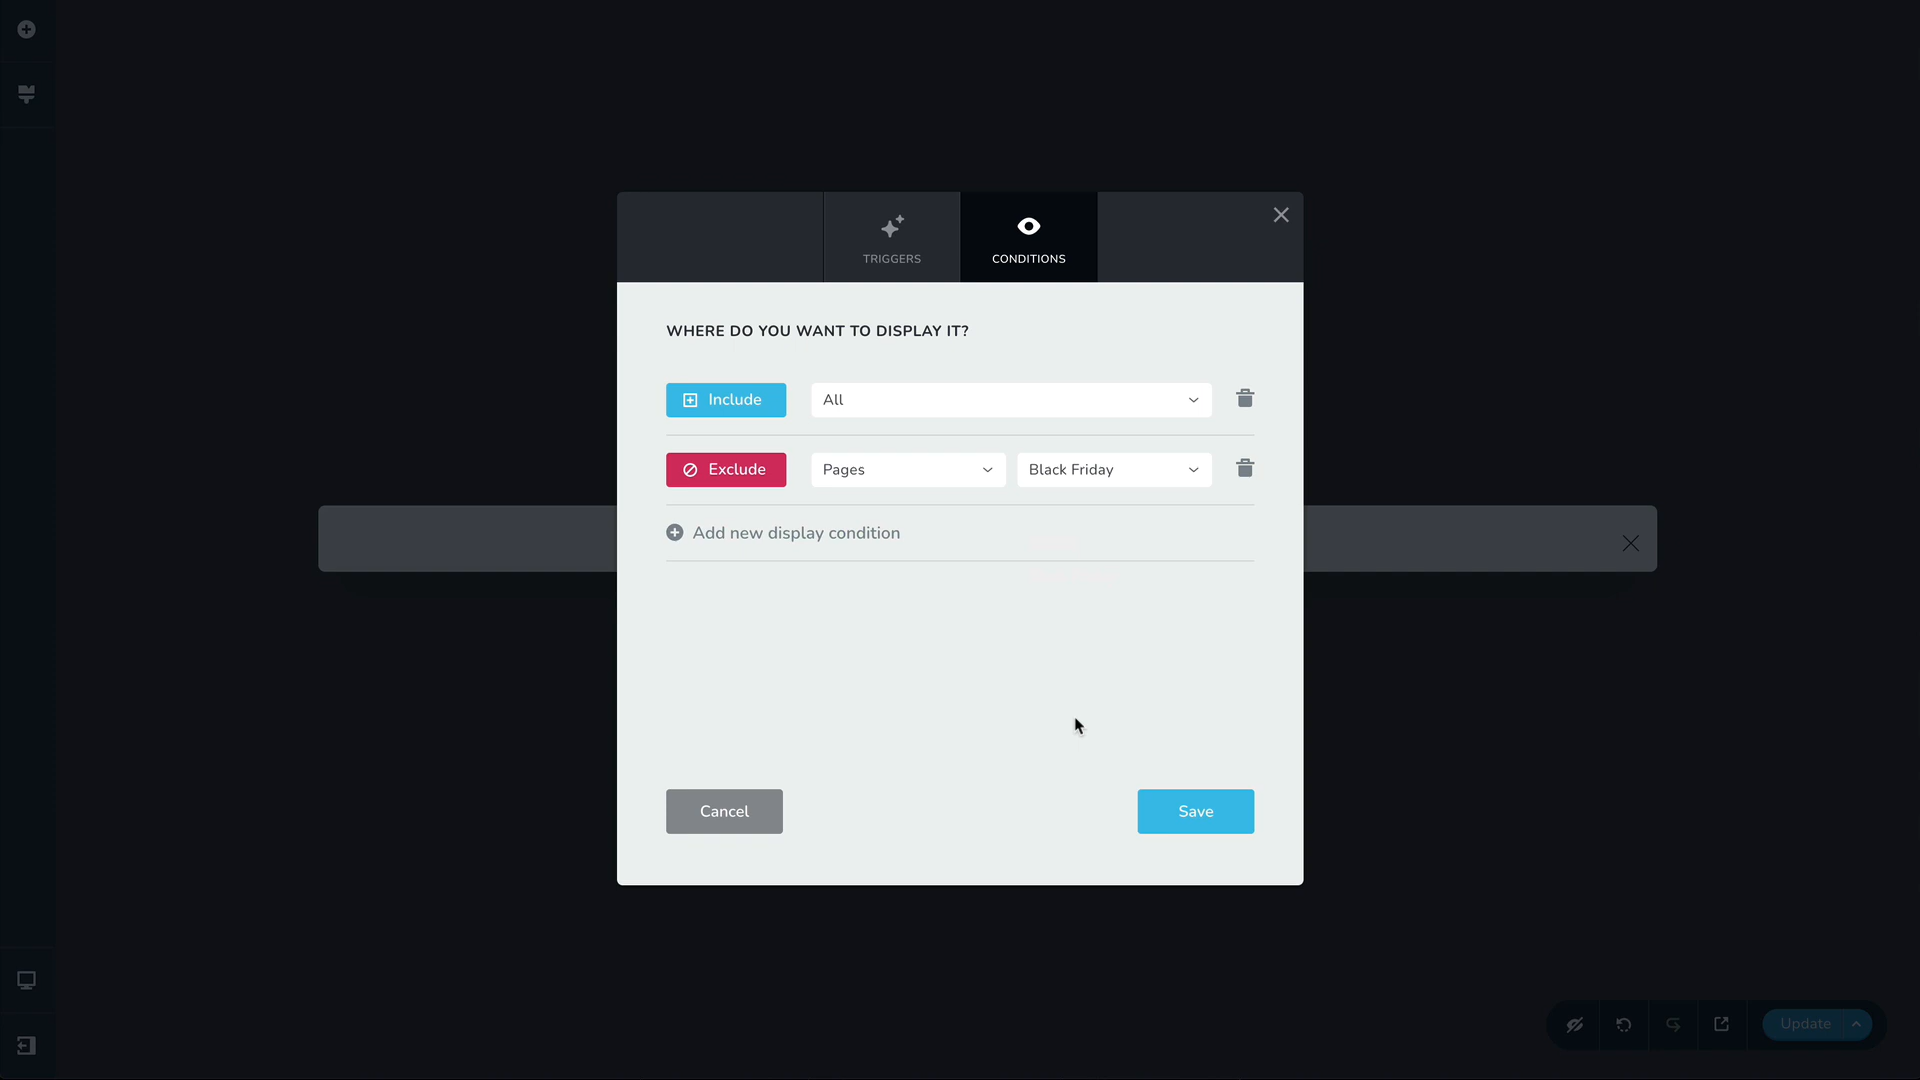 TRIGGERS
CONDITIONS
WHERE DO YOU WANT TO DISPLAY IT?
Include
All
Exclude
Pages
Black Friday
Add new display condition
Cancel
Save
Update